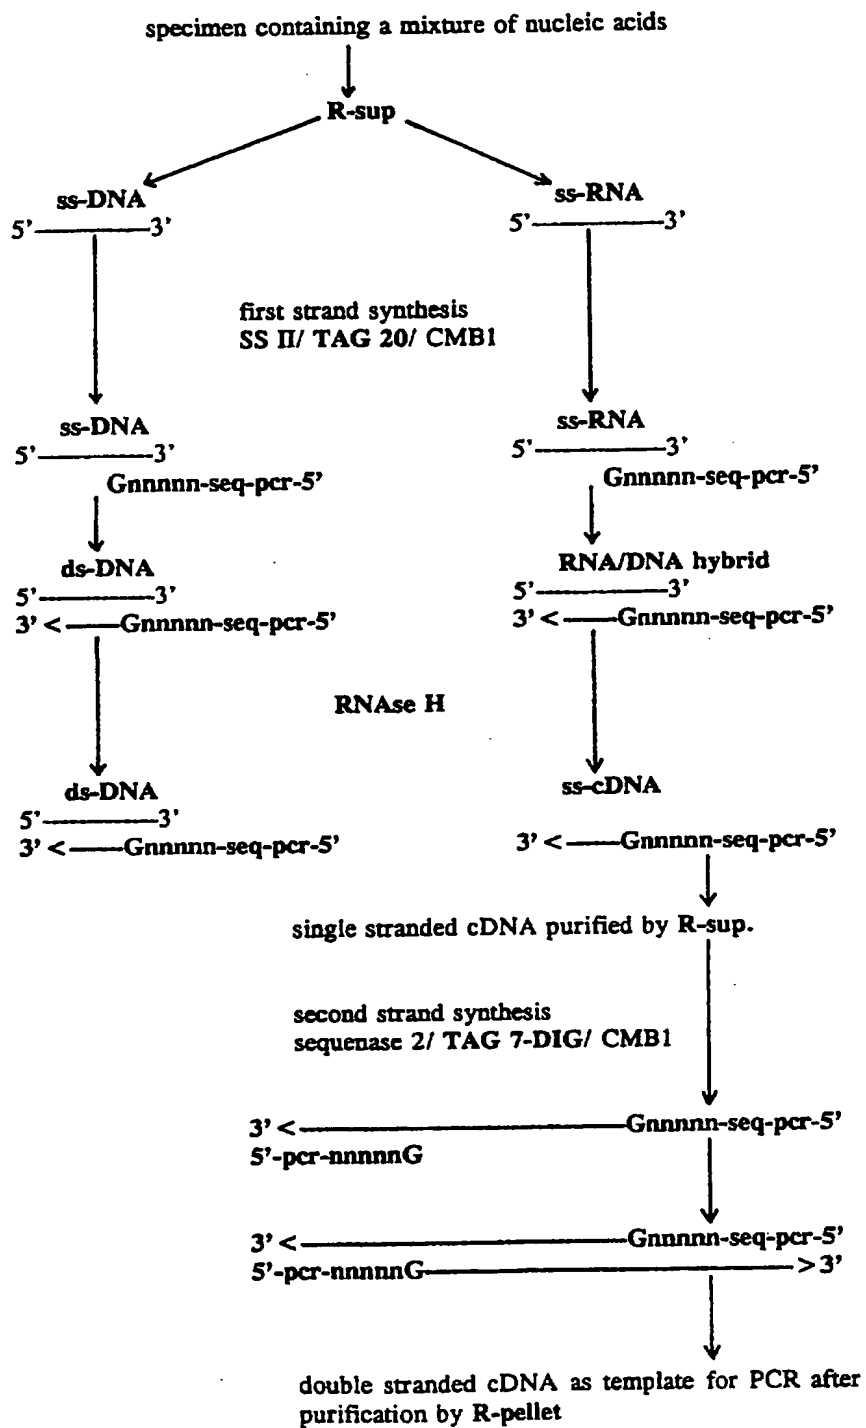 specimen containing a mixture of nucleic acids
R-sup
ss-DNA
5' 3'
ss-RNA
5' 3'
first strand synthesis
SS II/ TAG 20/ CMB1
ss-DNA
5' 3'
Gnnnnn-seq-pcr-5'
ss-RNA
5' 3'
Gnnnnn-seq-pcr-5'
ds-DNA
5' 3'
3' < Gnnnnn-seq-pcr-5'
RNA/DNA hybrid
5' 3'
3' < Gnnnnn-seq-pcr-5'
RNAse H
ds-DNA
5' 3'
3' < Gnnnnn-seq-pcr-5'
ss-cDNA
3' < Gnnnnn-seq-pcr-5'
single stranded cDNA purified by R-sup.
second strand synthesis
sequenase 2/ TAG 7-DIG/ CMB1
3' < Gnnnnn-seq-pcr-5'
5'-pcr-nnnnnG
3' < Gnnnnn-seq-pcr-5'
5'-pcr-nnnnnG > 3'
double stranded cDNA as template for PCR after
purification by R-pellet